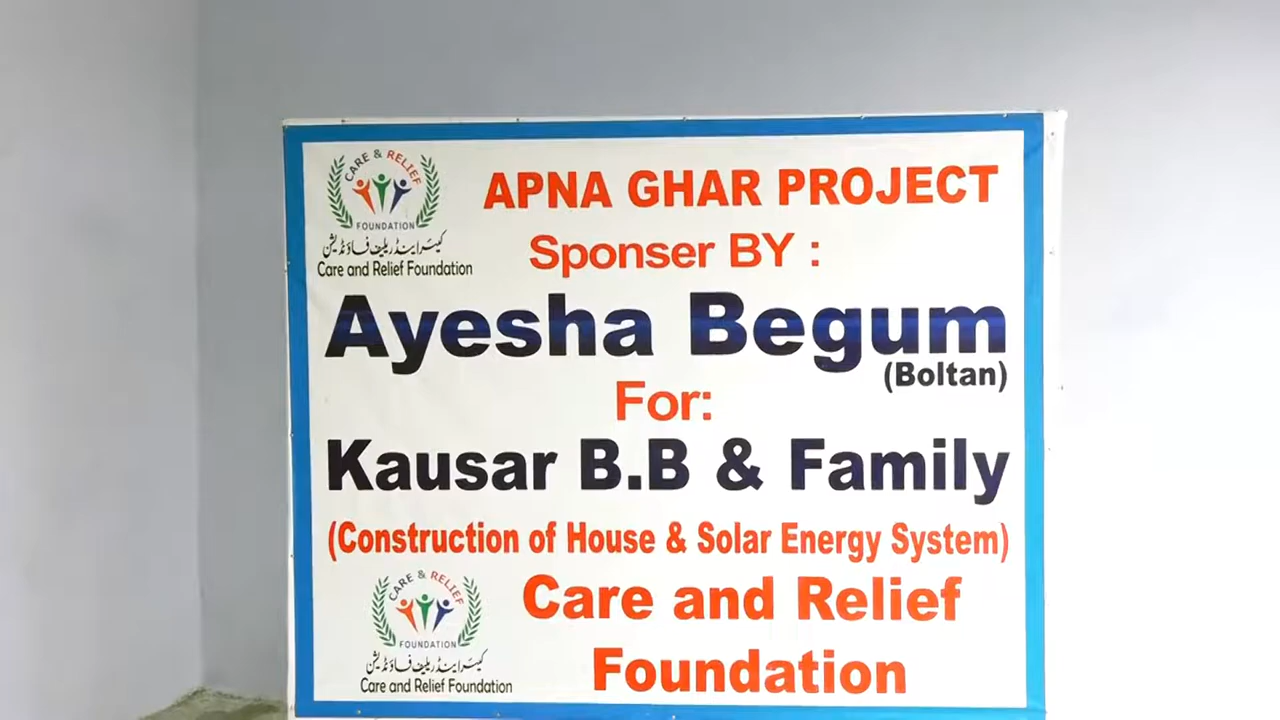 CARE & RELIEF
FOUNDATION
کیئر اینڈ ریلیف فاؤنڈیشن
Care and Relief Foundation
APNA GHAR PROJECT
Sponser BY :
Ayesha Begum
(Boltan)
For:
Kausar B.B & Family
(Construction of House & Solar Energy System)
CARE & RELIEF
FOUNDATION
کیئر اینڈ ریلیف فاؤنڈیشن
Care and Relief Foundation
Care and Relief
Foundation